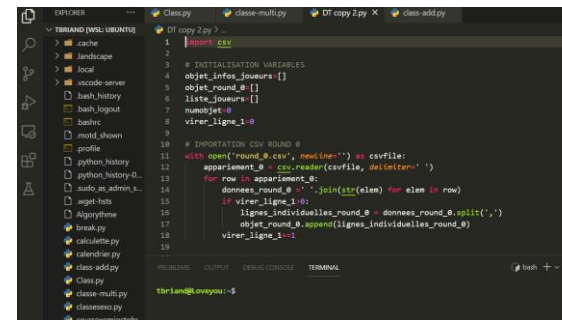 EXPLORER ...
TBRIAND [WSL: UBUNTU]
.cache
.landscape
.local
.vscode-server
.bash_history
.bash_logout
.bashrc
.motd_shown
.profile
.python_history
.python_history-0...
.sudo_as_admin_s...
.wget-hsts
Algorythme
break.py
calculette.py
calendrier.py
class-add.py
Class.py
classe-multi.py
classesexo.py
Class.py
classe-multi.py
DT copy 2.py X
class-add.py
DT copy 2.py > ...
1 import csv
2
3 # INITIALISATION VARIABLES
4 objet_infos_joueurs=[]
5 objet_round_0=[]
6 liste_joueurs=[]
7 numobjet=0
8 virer_ligne_1=0
9
10 # IMPORTATION CSV ROUND 0
11 with open('round_0.csv', newline='') as csvfile:
12 appariement_0 = csv.reader(csvfile, delimiter=' ')
13 for row in appariement_0:
14 donnees_round_0 =' '.join(str(elem) for elem in row)
15 if virer_ligne_1>0:
16 lignes_individuelles_round_0 = donnees_round_0.split(',')
17 objet_round_0.append(lignes_individuelles_round_0)
18 virer_ligne_1+=1
19
PROBLEMS OUTPUT DEBUG CONSOLE TERMINAL
bash
tbriand@Loveyou:~$